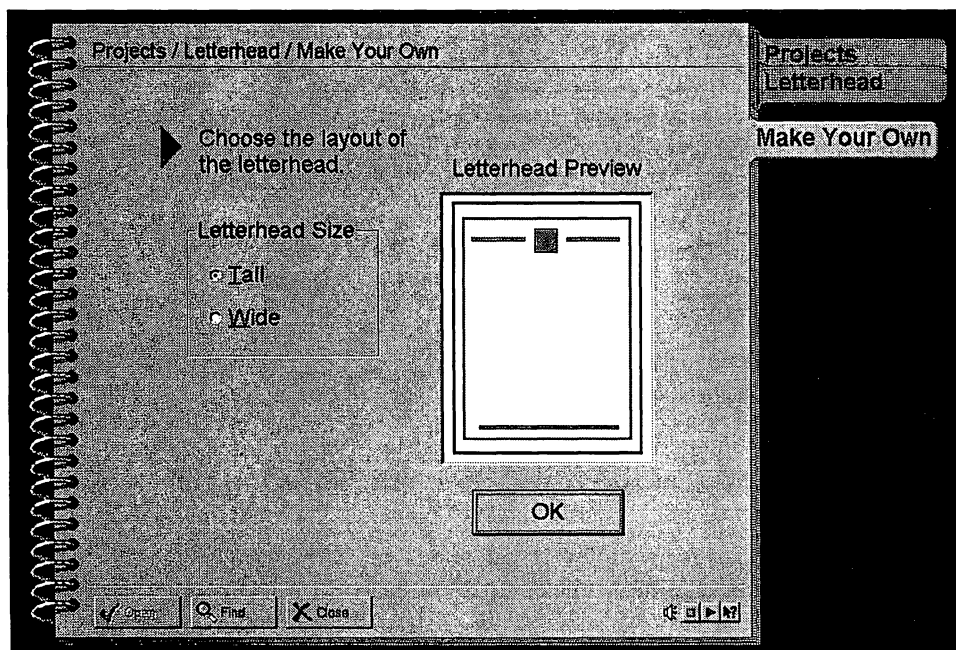 Projects / Letterhead / Make Your Own
Projects
Letterhead
Make Your Own
Choose the layout of
the letterhead.
Letterhead Preview
Letterhead Size
Tall
Wide
OK
Open
Find
Close